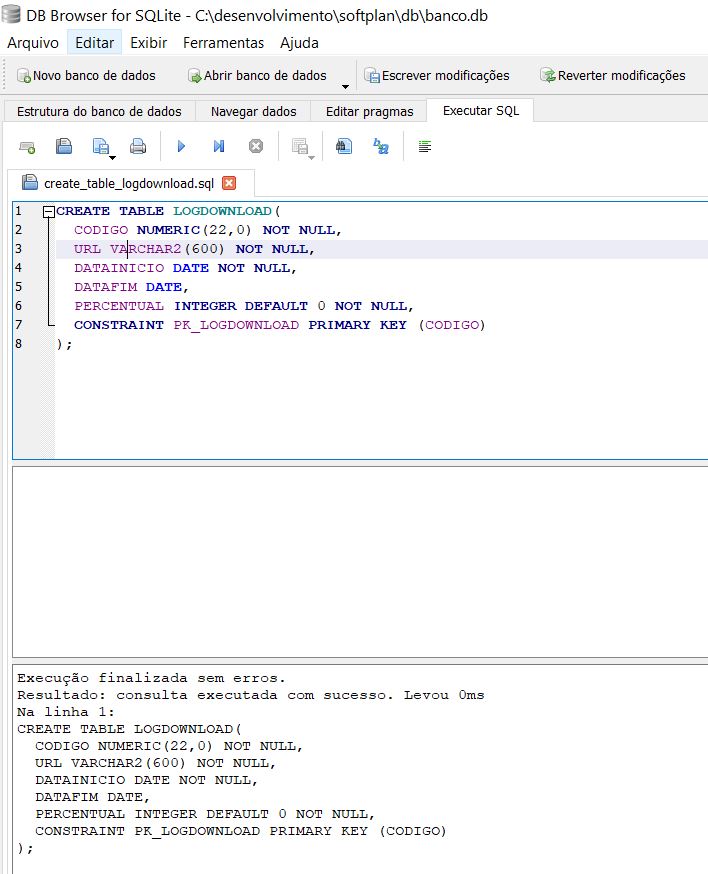 DB Browser for SQLite - C:\desenvolvimento\softplan\db\banco.db
Arquivo Editar Exibir Ferramentas Ajuda
Novo banco de dados Abrir banco de dados Escrever modificações Reverter modificações
Estrutura do banco de dados Navegar dados Editar pragmas Executar SQL
create_table_logdownload.sql
1 CREATE TABLE LOGDOWNLOAD(
2 CODIGO NUMERIC(22,0) NOT NULL,
3 URL VARCHAR2(600) NOT NULL,
4 DATAINICIO DATE NOT NULL,
5 DATAFIM DATE,
6 PERCENTUAL INTEGER DEFAULT 0 NOT NULL,
7 CONSTRAINT PK_LOGDOWNLOAD PRIMARY KEY (CODIGO)
8 );
Execução finalizada sem erros.
Resultado: consulta executada com sucesso. Levou 0ms
Na linha 1:
CREATE TABLE LOGDOWNLOAD(
CODIGO NUMERIC(22,0) NOT NULL,
URL VARCHAR2(600) NOT NULL,
DATAINICIO DATE NOT NULL,
DATAFIM DATE,
PERCENTUAL INTEGER DEFAULT 0 NOT NULL,
CONSTRAINT PK_LOGDOWNLOAD PRIMARY KEY (CODIGO)
);